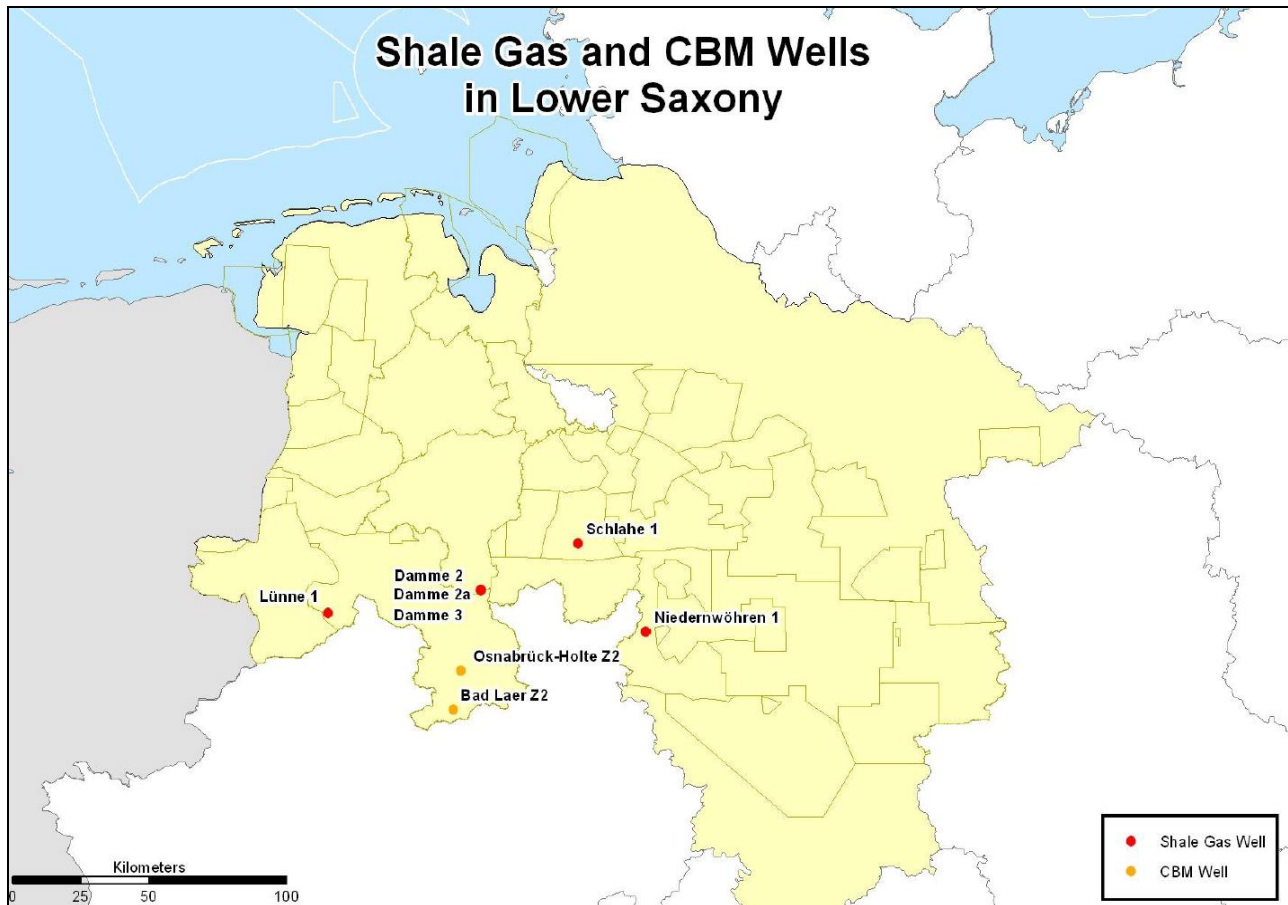 Shale Gas and CBM Wells
in Lower Saxony
Schlahe 1
Damme 2
Damme 2a
Damme 3
Lünne 1
Niedernwöhren 1
Osnabrück-Holte Z2
Bad Laer Z2
Shale Gas Well
CBM Well
Kilometers
0 25 50 100